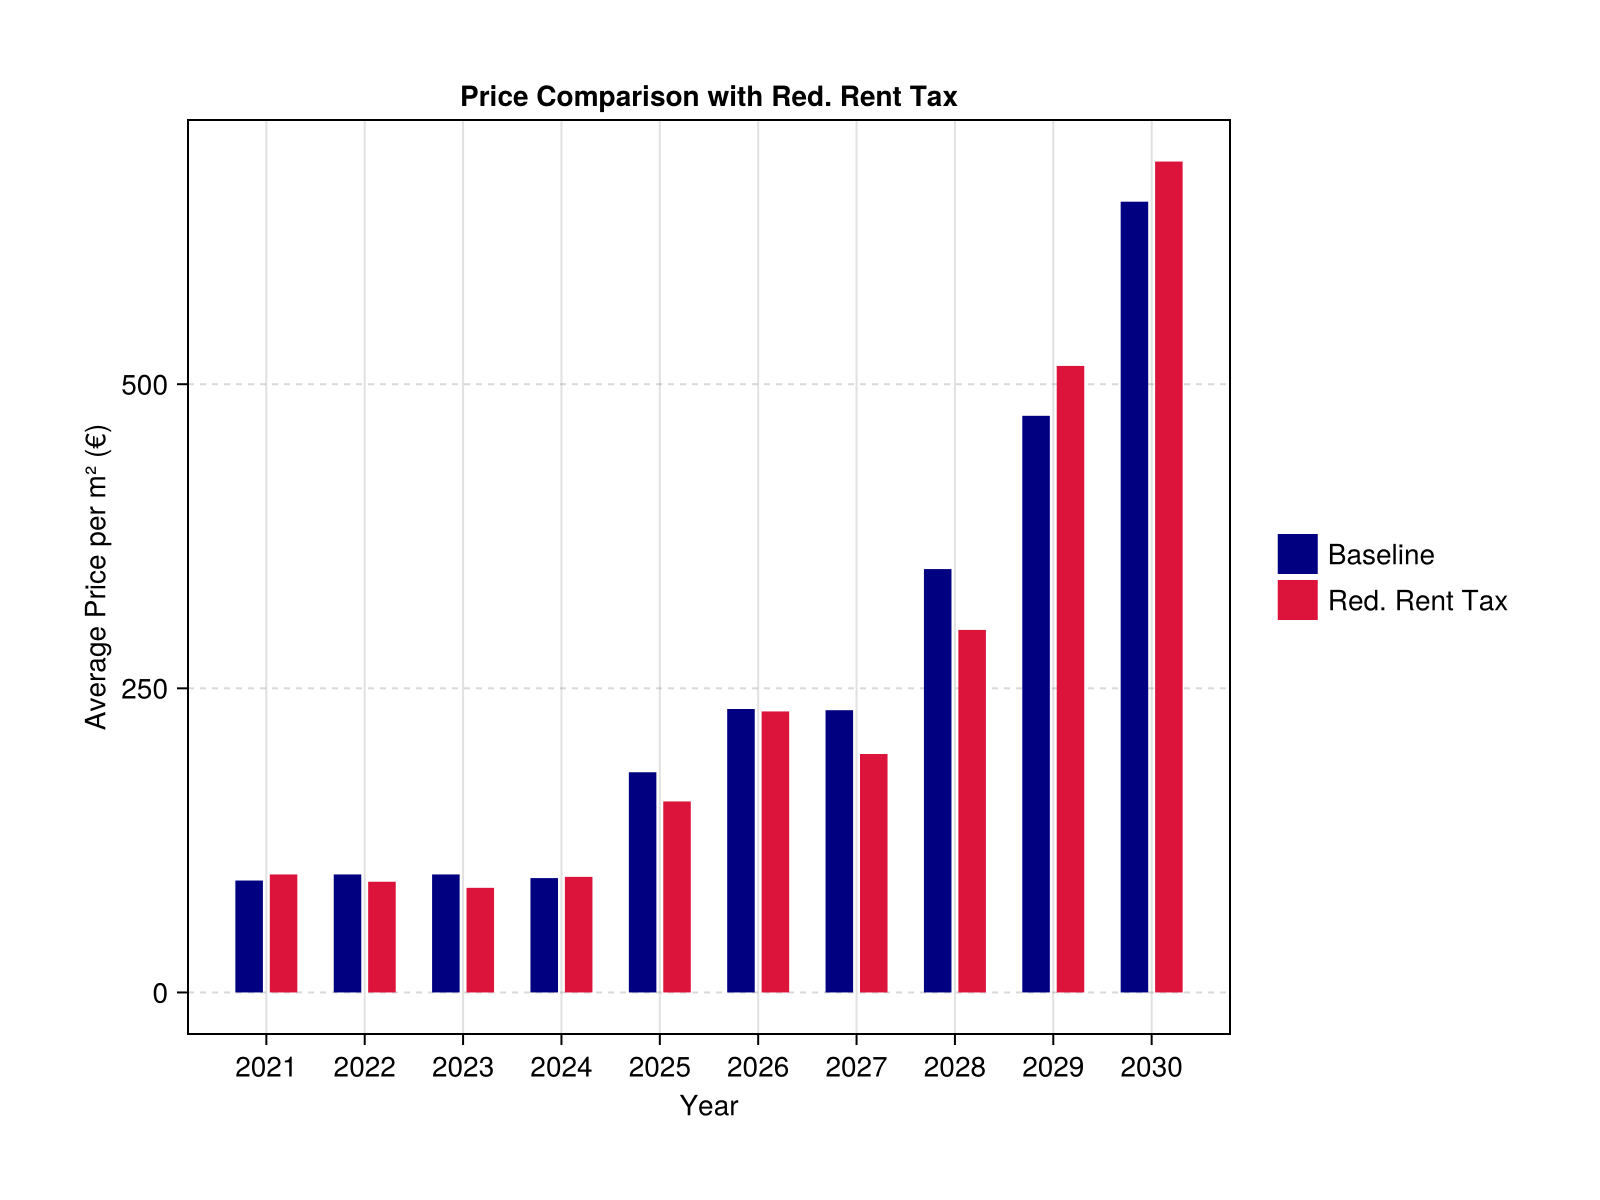 Price Comparison with Red. Rent Tax
Average Price per m² (€)
500
250
0
2021 2022 2023 2024 2025 2026 2027 2028 2029 2030
Year
Baseline
Red. Rent Tax